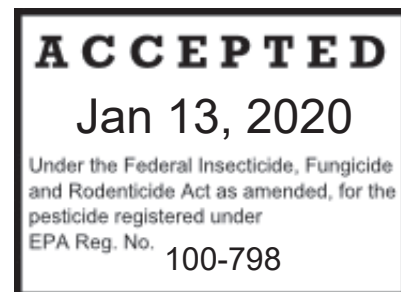 ACCEPTED
Jan 13, 2020
Under the Federal Insecticide, Fungicide
and Rodenticide Act as amended, for the
pesticide registered under
EPA Reg. No. 100-798